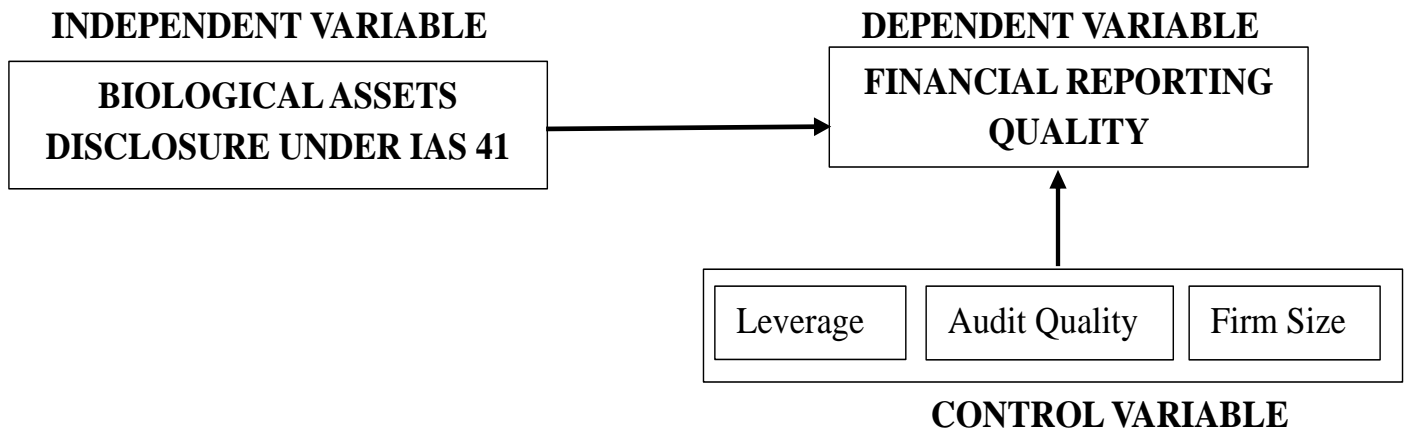 INDEPENDENT VARIABLE
BIOLOGICAL ASSETS
DISCLOSURE UNDER IAS 41
DEPENDENT VARIABLE
FINANCIAL REPORTING
QUALITY
Leverage
Audit Quality
Firm Size
CONTROL VARIABLE